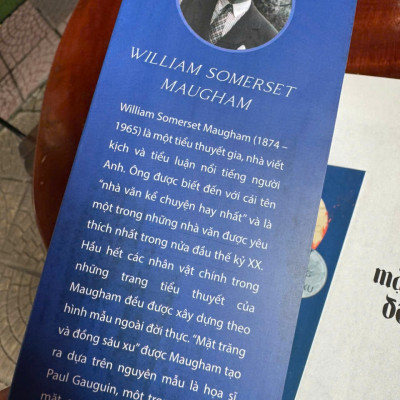 WILLIAM SOMERSET
MAUGHAM
William Somerset Maugham (1874 –
1965) là một tiểu thuyết gia, nhà viết
kịch và tiểu luận nổi tiếng người
Anh. Ông được biết đến với cái tên
“nhà văn kể chuyện hay nhất” và là
một trong những nhà văn được yêu
thích nhất trong nửa đầu thế kỷ XX.
Hầu hết các nhân vật chính trong
những trang tiểu thuyết của
Maugham đều được xây dựng theo
hình mẫu ngoài đời thực. “Mặt trăng
và đồng sáu xu” được Maugham tạo
ra dựa trên nguyên mẫu là họa sĩ
Paul Gauguin, một